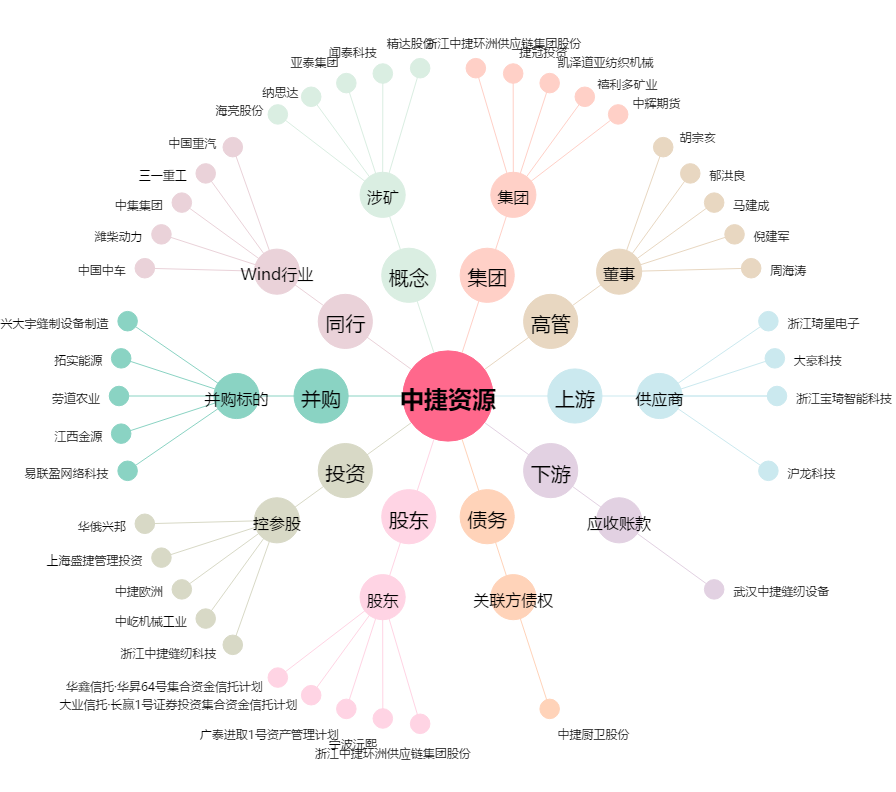 精达股份
浙江中捷环洲供应链集团股份
闻泰科技
捷冠投资
亚泰集团
凯泽道亚纺织机械
纳思达
禧利多矿业
海亮股份
中辉期货
中国重汽
胡宗亥
三一重工
郁洪良
涉矿
集团
中集集团
马建成
潍柴动力
倪建军
中国中车
Wind行业
概念
集团
董事
周海涛
同行
高管
兴大宇缝制设备制造
浙江琦星电子
拓实能源
大豪科技
劳道农业
并购标的
并购
中捷资源
上游
供应商
浙江宝琦智能科技
江西金源
易联盈网络科技
投资
下游
沪龙科技
华俄兴邦
控参股
股东
债务
应收账款
上海盛捷管理投资
中捷欧洲
武汉中捷缝纫设备
中屹机械工业
股东
关联方债权
浙江中捷缝纫科技
华鑫信托·华昇64号集合资金信托计划
大业信托·长赢1号证券投资集合资金信托计划
广泰进取1号资产管理计划
中捷厨卫股份
宁波沅熙
浙江中捷环洲供应链集团股份